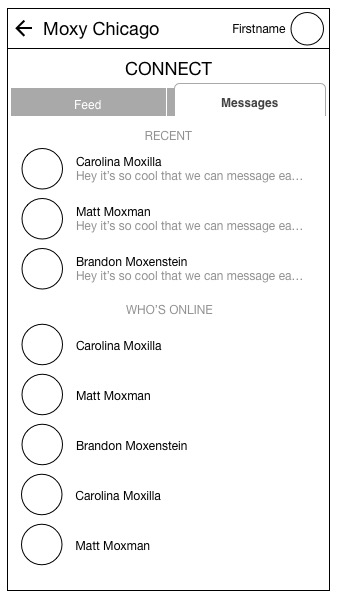 Moxy Chicago
Firstname
CONNECT
Feed
Messages
RECENT
Carolina Moxilla
Hey it's so cool that we can message ea...
Matt Moxman
Hey it's so cool that we can message ea...
Brandon Moxenstein
Hey it's so cool that we can message ea...
WHO'S ONLINE
Carolina Moxilla
Matt Moxman
Brandon Moxenstein
Carolina Moxilla
Matt Moxman